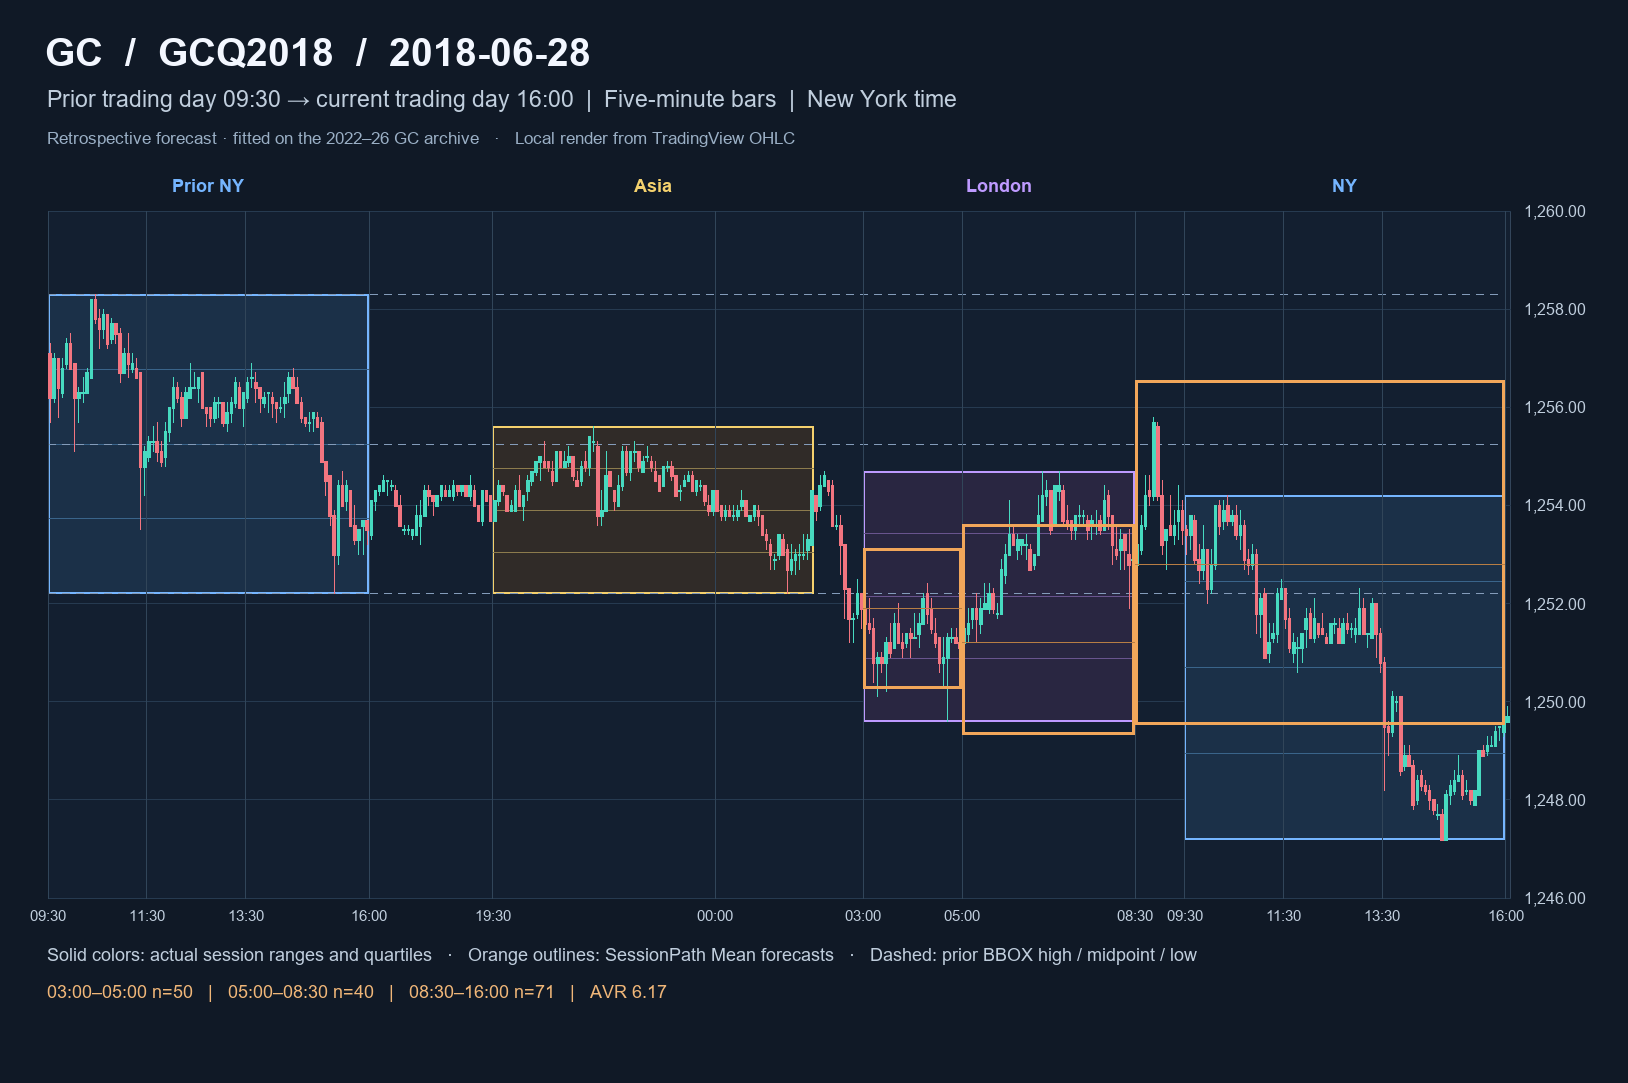 GC / GCQ2018 / 2018-06-28
Prior trading day 09:30 → current trading day 16:00 | Five-minute bars | New York time
Retrospective forecast · fitted on the 2022–26 GC archive · Local render from TradingView OHLC
Prior NY Asia London NY
1,260.00
1,258.00
1,256.00
1,254.00
1,252.00
1,250.00
1,248.00
1,246.00
09:30 11:30 13:30 16:00 19:30 00:00 03:00 05:00 08:30 09:30 11:30 13:30 16:00
Solid colors: actual session ranges and quartiles · Orange outlines: SessionPath Mean forecasts · Dashed: prior BBOX high / midpoint / low
03:00–05:00 n=50 | 05:00–08:30 n=40 | 08:30–16:00 n=71 | AVR 6.17